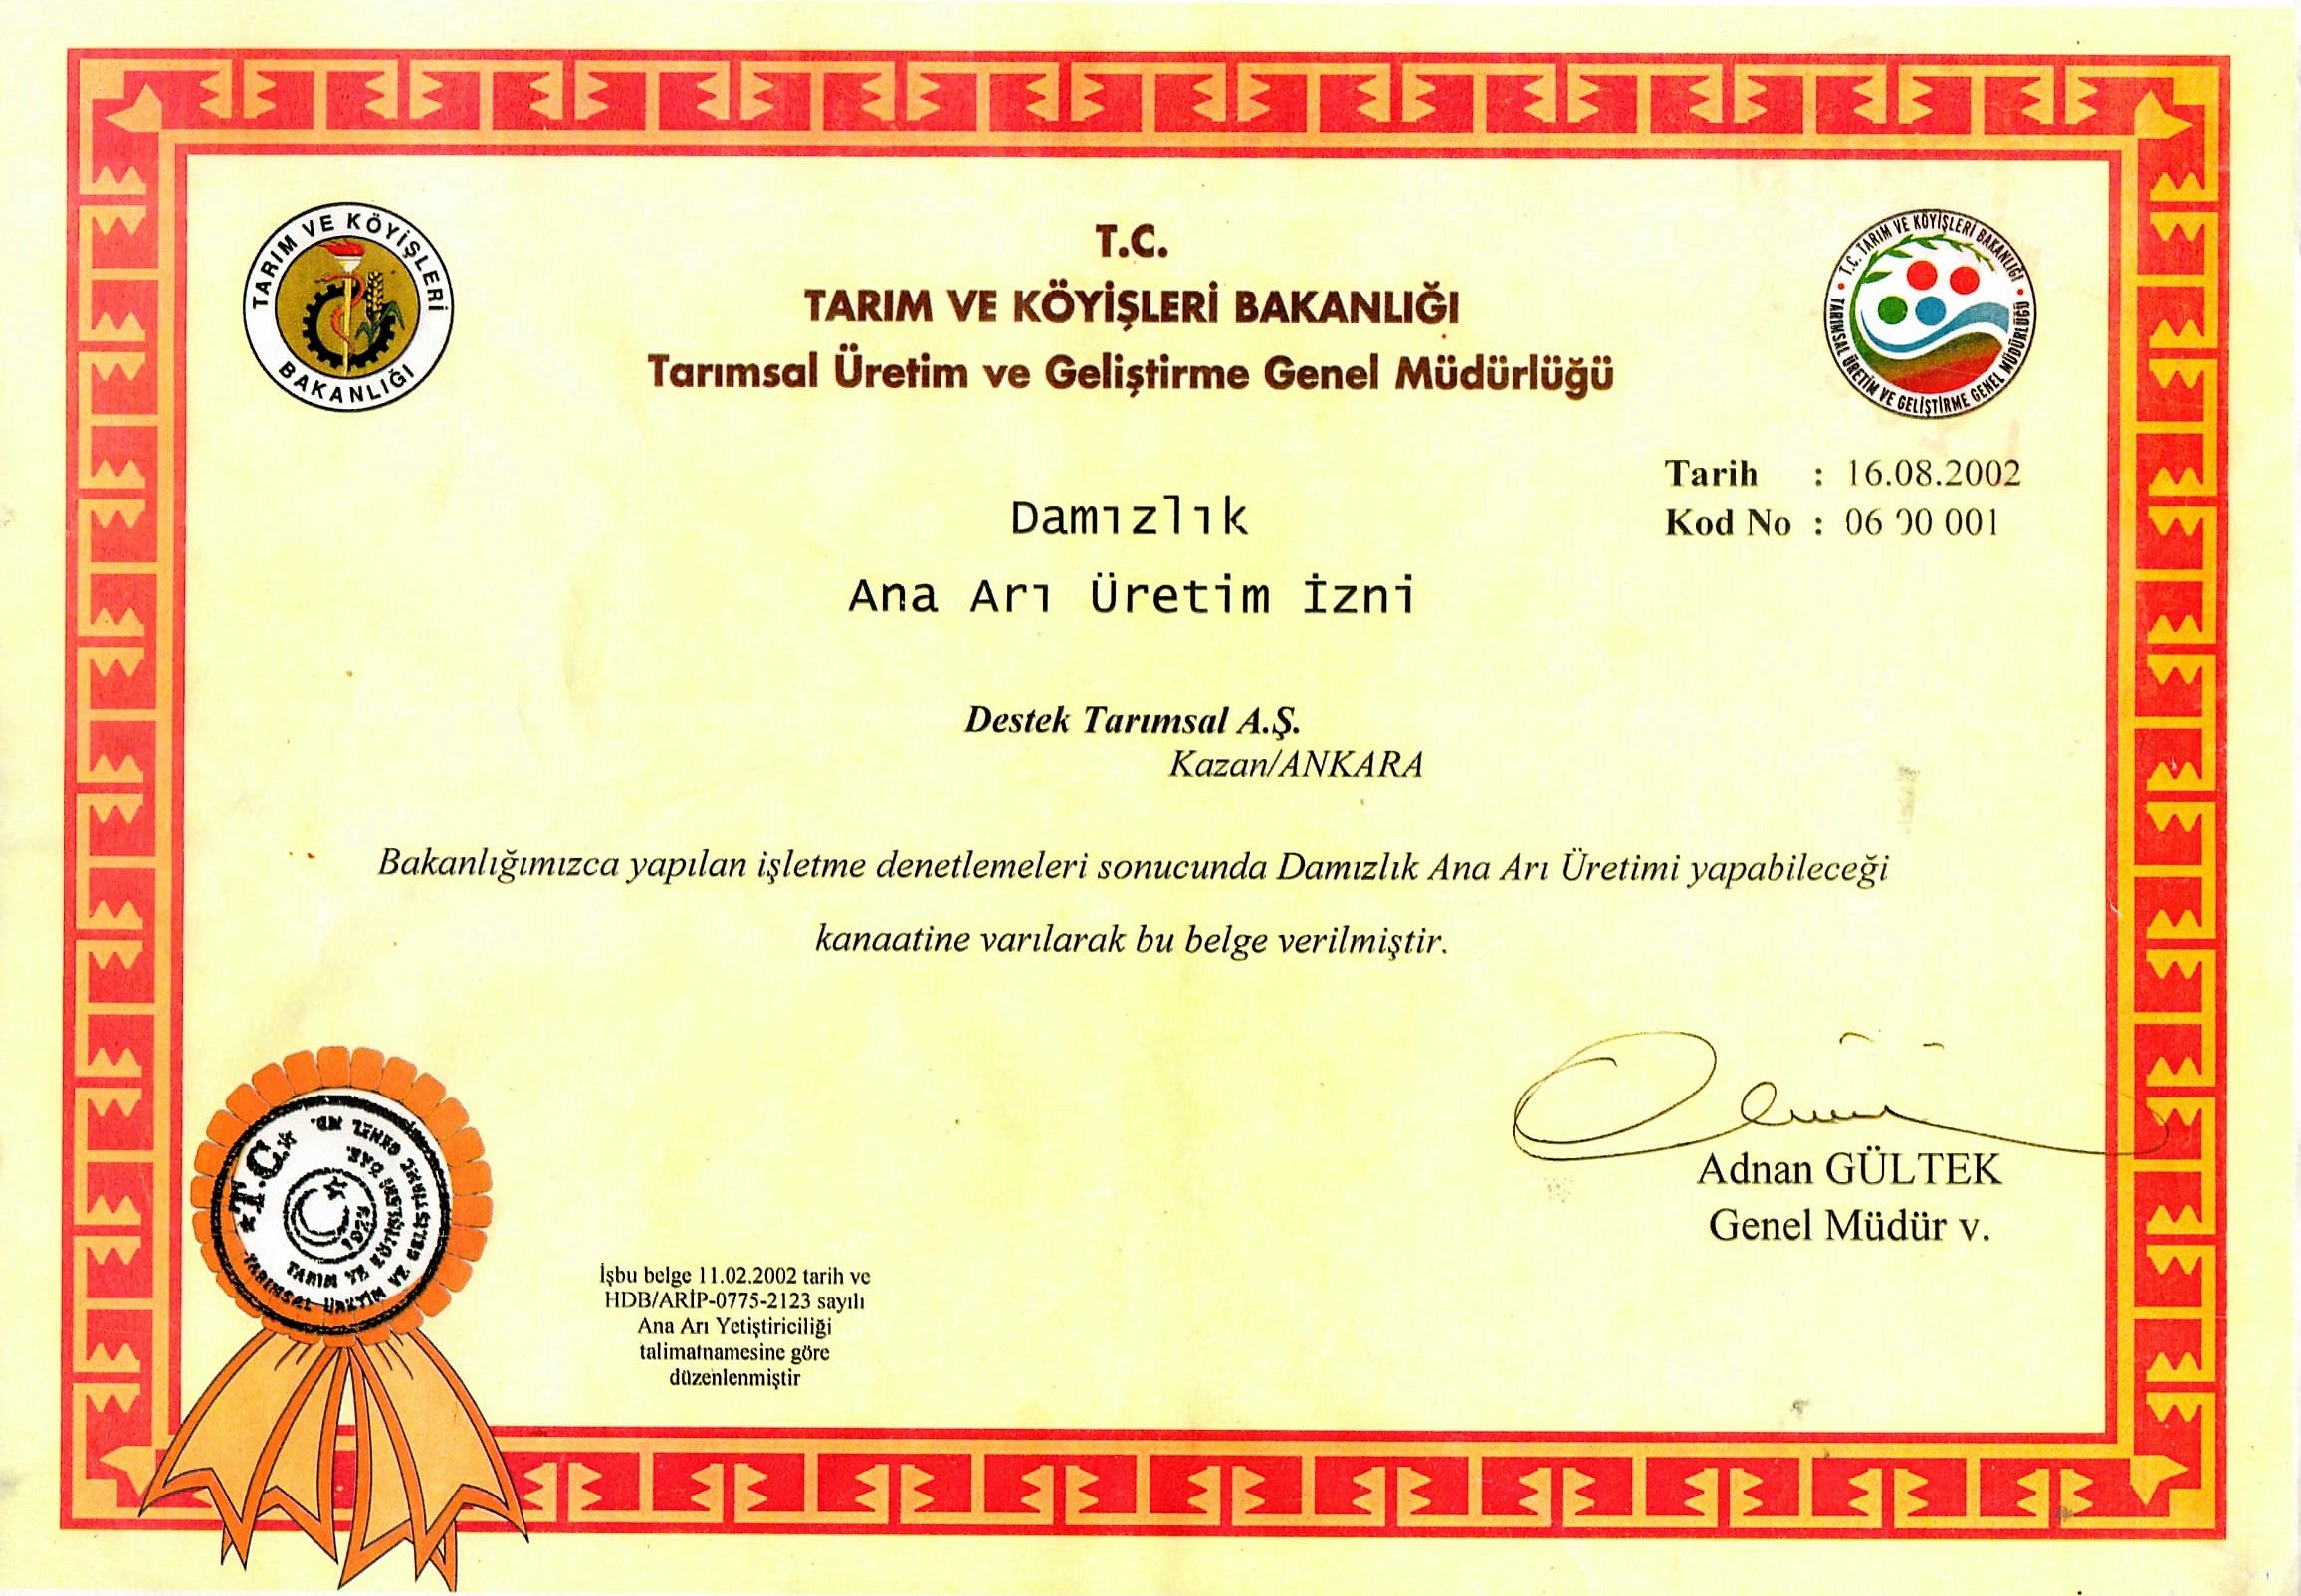 TARIM VE KÖYİŞLERİ
BAKANLIĞI
T.C.
TARIM VE KÖYİŞLERİ BAKANLIĞI
Tarımsal Üretim ve Geliştirme Genel Müdürlüğü
T.C. TARIM VE KÖYİŞLERİ BAKANLIĞI
TARIMSAL ÜRETİM VE GELİŞTİRME GENEL MÜDÜRLÜĞÜ
Tarih : 16.08.2002
Kod No : 06 00 001
Damızlık
Ana Arı Üretim İzni
Destek Tarımsal A.Ş.
Kazan/ANKARA
Bakanlığımızca yapılan işletme denetlemeleri sonucunda Damızlık Ana Arı Üretimi yapabileceği
kanaatine varılarak bu belge verilmiştir.
Adnan GÜLTEK
Genel Müdür v.
T.C.
TARIMSAL ÜRETİM VE GELİŞTİRME GENEL MD.
TARIM VE KÖYİŞLERİ
İşbu belge 11.02.2002 tarih ve
HDB/ARİP-0775-2123 sayılı
Ana Arı Yetiştiriciliği
talimatnamesine göre
düzenlenmiştir